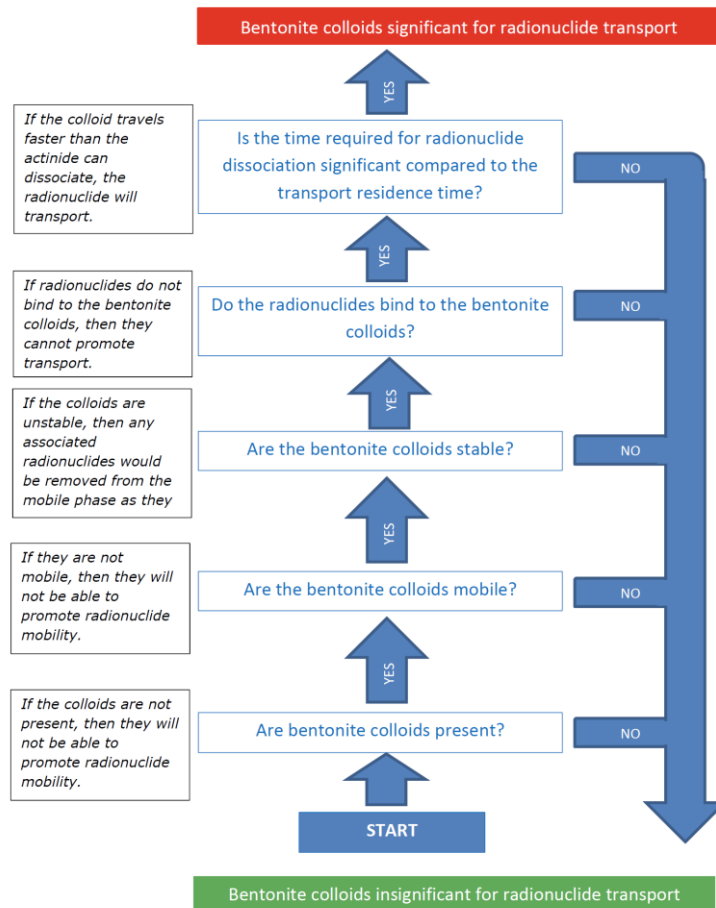 Bentonite colloids significant for radionuclide transport
YES
If the colloid travels
faster than the
actinide can
dissociate, the
radionuclide will
transport.
Is the time required for radionuclide
dissociation significant compared to the
transport residence time?
NO
YES
If radionuclides do not
bind to the bentonite
colloids, then they
cannot promote
transport.
Do the radionuclides bind to the bentonite
colloids?
NO
YES
If the colloids are
unstable, then any
associated
radionuclides would
be removed from the
mobile phase as they
Are the bentonite colloids stable?
NO
YES
If they are not
mobile, then they will
not be able to
promote radionuclide
mobility.
Are the bentonite colloids mobile?
NO
YES
If the colloids are not
present, then they will
not be able to
promote radionuclide
mobility.
Are bentonite colloids present?
NO
START
Bentonite colloids insignificant for radionuclide transport